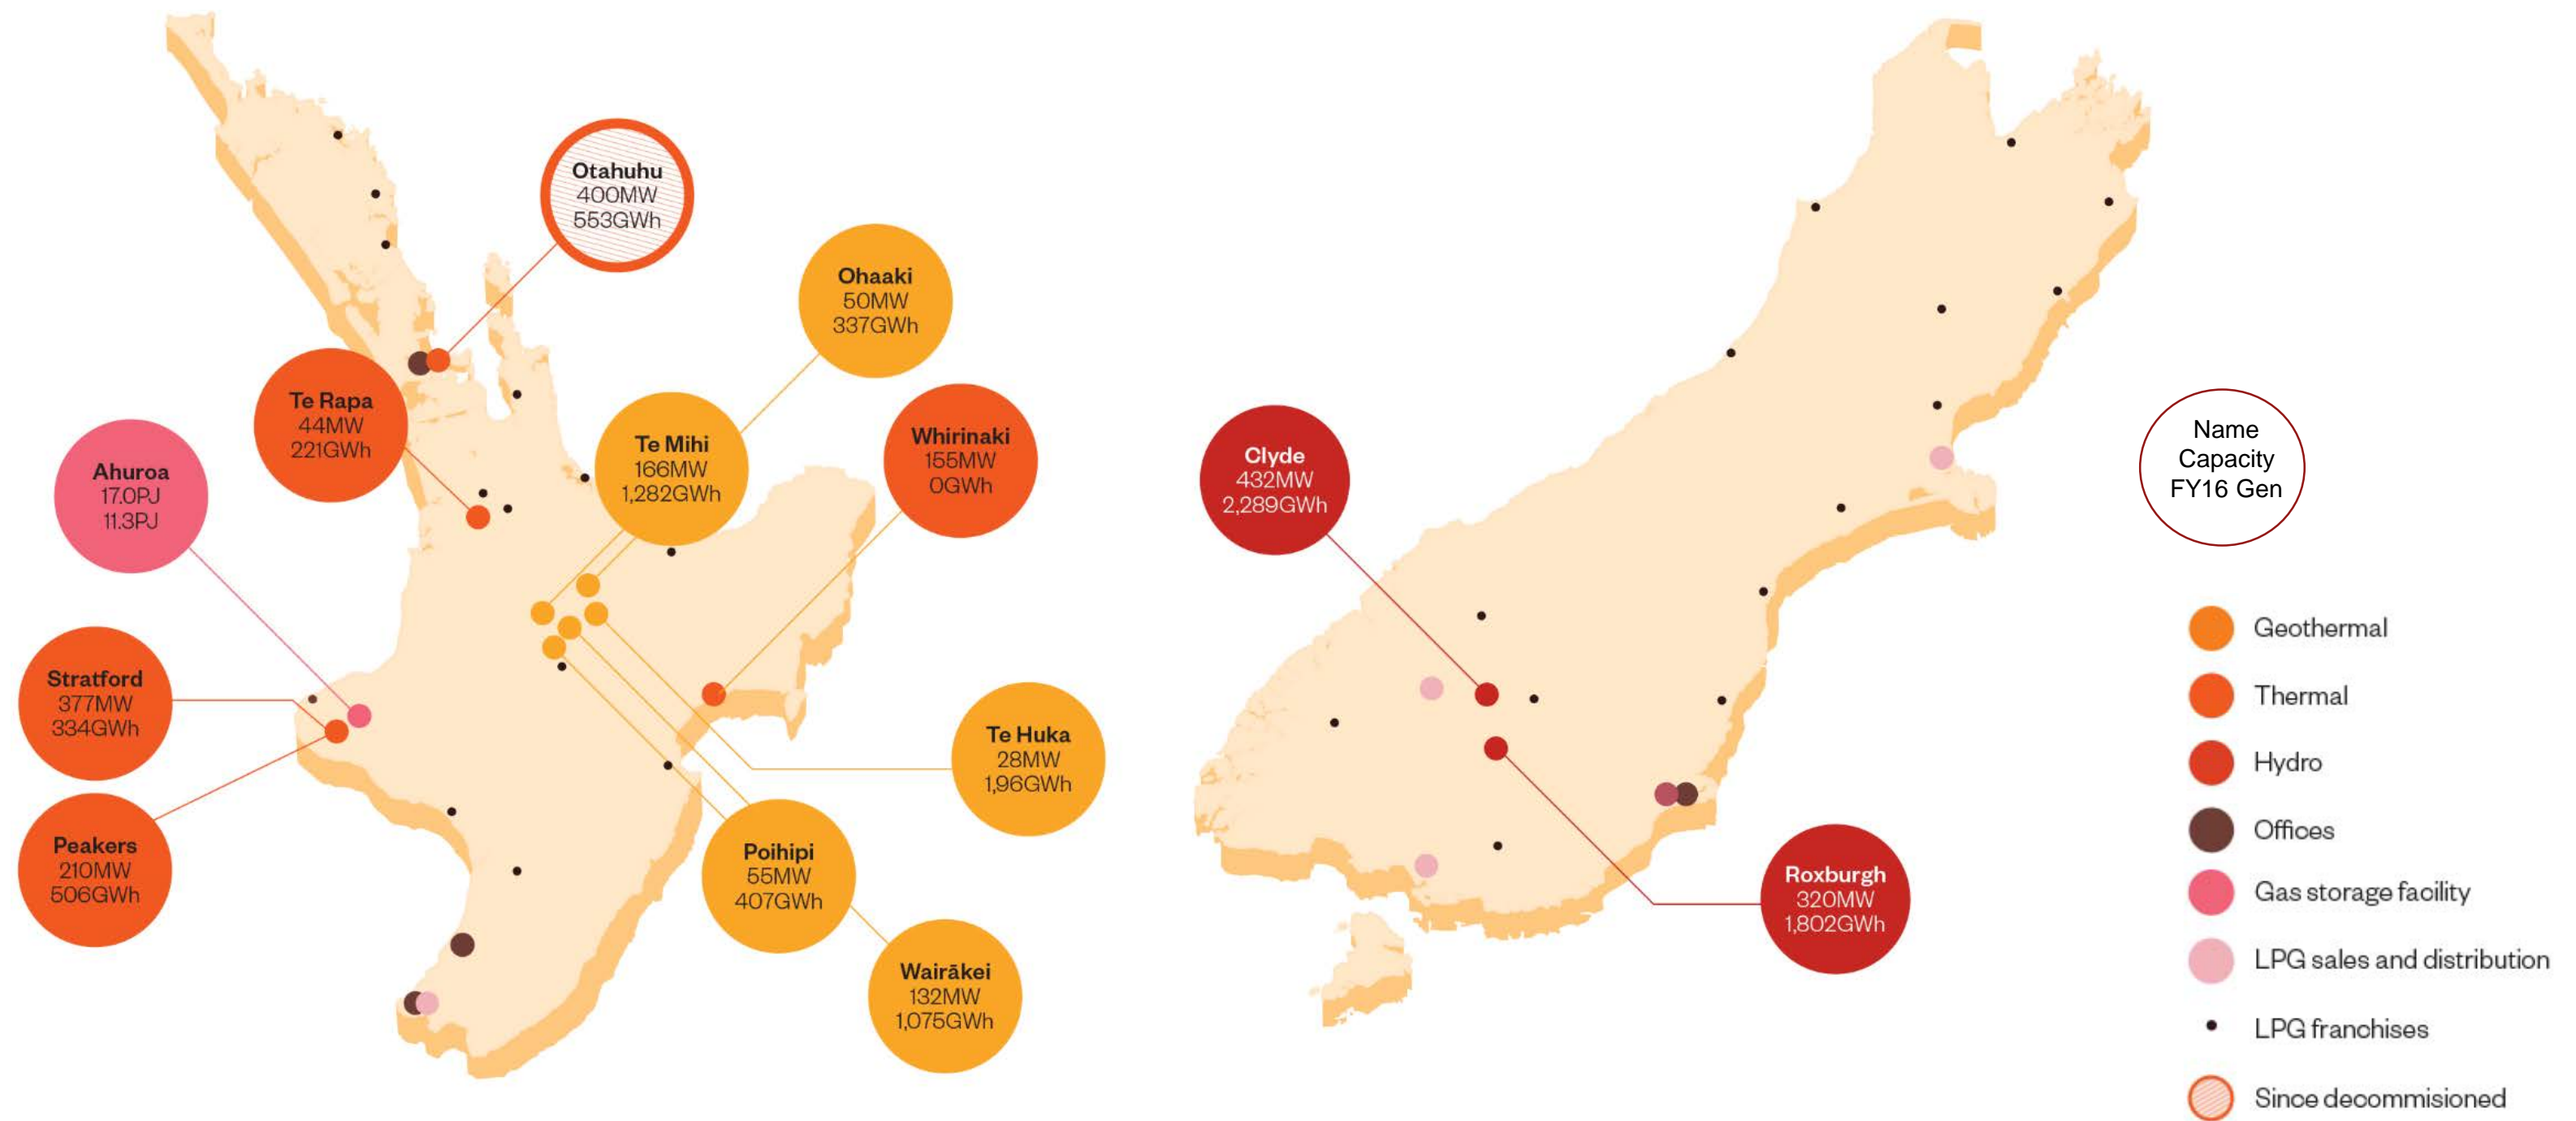 Otahuhu
400MW
553GWh
Ohaaki
50MW
337GWh
Te Rapa
44MW
221GWh
Te Mihi
166MW
1,282GWh
Whirinaki
155MW
0GWh
Ahuroa
17.0PJ
11.3PJ
Stratford
377MW
334GWh
Peakers
210MW
506GWh
Te Huka
28MW
1,96GWh
Poihipi
55MW
407GWh
Wairākei
132MW
1,075GWh
Clyde
432MW
2,289GWh
Roxburgh
320MW
1,802GWh
Name
Capacity
FY16 Gen
Geothermal
Thermal
Hydro
Offices
Gas storage facility
LPG sales and distribution
LPG franchises
Since decommisioned